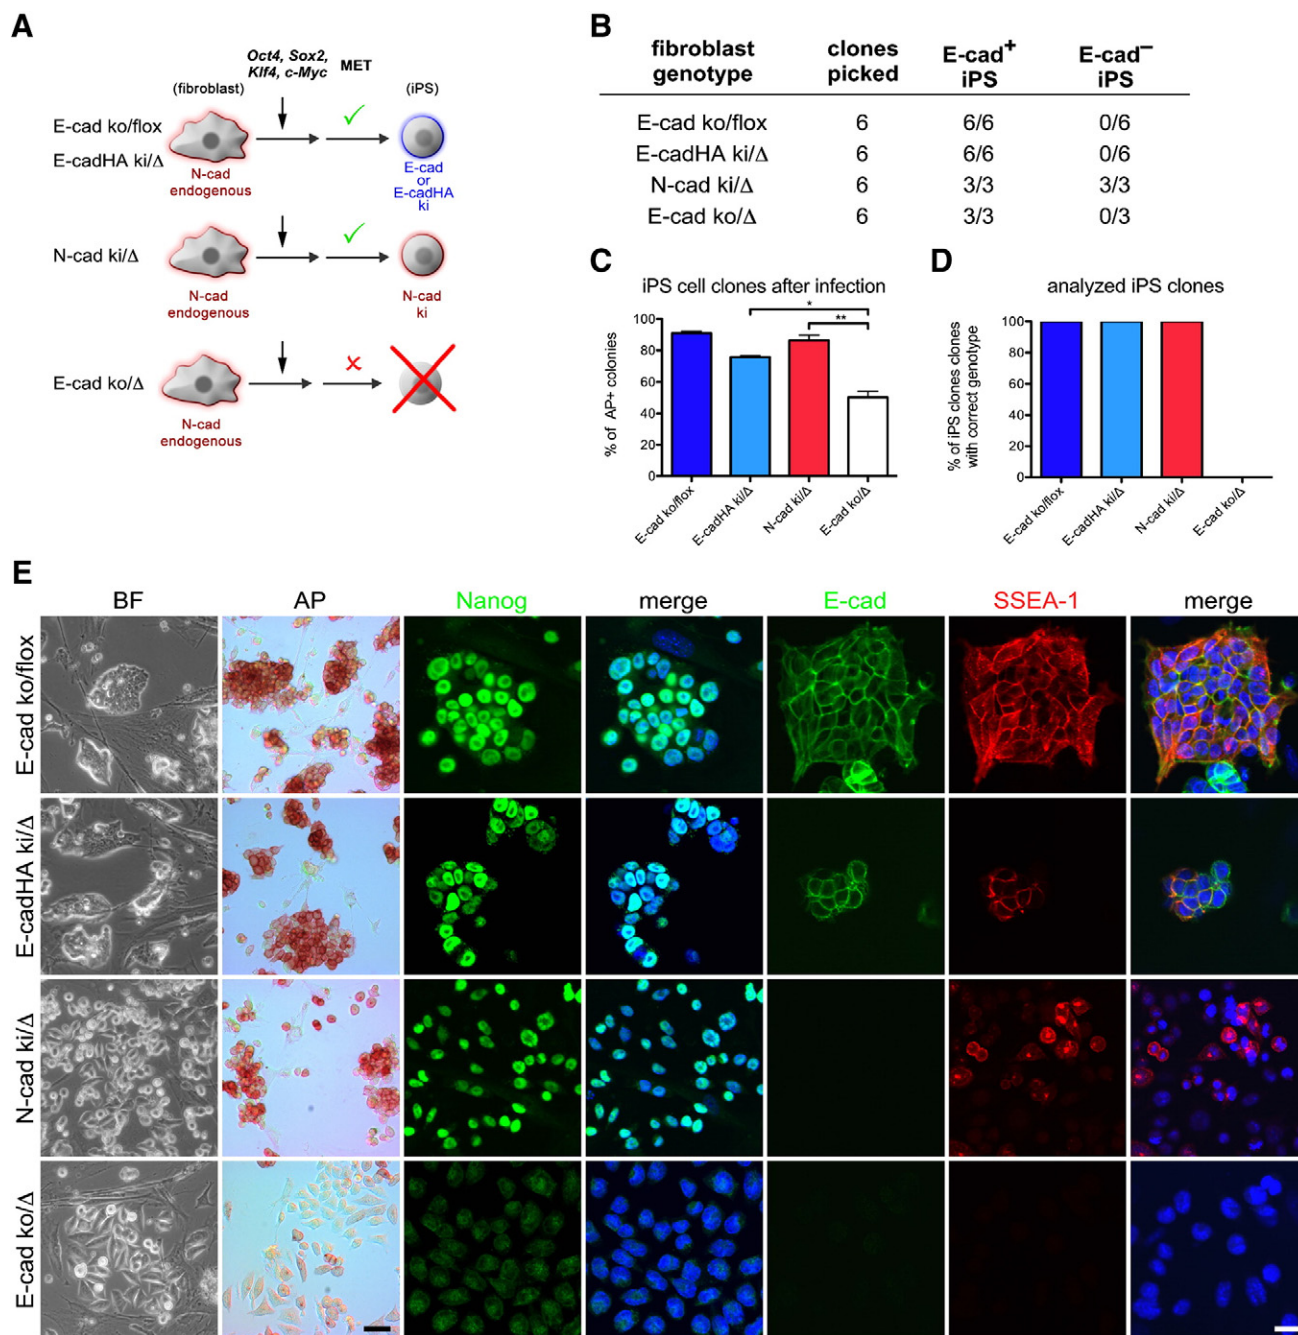 A
Oct4, Sox2,
Klf4, c-Myc
MET
(fibroblast)
(iPS)
E-cad ko/flox
E-cadHA ki/Δ
N-cad
endogenous
E-cad
or
E-cadHA
ki
N-cad ki/Δ
N-cad
endogenous
N-cad
ki
E-cad ko/Δ
N-cad
endogenous
B
fibroblast genotype
clones picked
E-cad+ iPS
E-cad− iPS
E-cad ko/flox 6 6/6 0/6
E-cadHA ki/Δ 6 6/6 0/6
N-cad ki/Δ 6 3/3 3/3
E-cad ko/Δ 6 3/3 0/3
C
iPS cell clones after infection
*
**
% of AP+ colonies
100
80
60
40
20
0
E-cad ko/flox
E-cadHA ki/Δ
N-cad ki/Δ
E-cad ko/Δ
D
analyzed iPS clones
% of iPS clones clones
with correct genotype
100
80
60
40
20
0
E-cad ko/flox
E-cadHA ki/Δ
N-cad ki/Δ
E-cad ko/Δ
E
BF AP Nanog merge E-cad SSEA-1 merge
E-cad ko/flox
E-cadHA ki/Δ
N-cad ki/Δ
E-cad ko/Δ